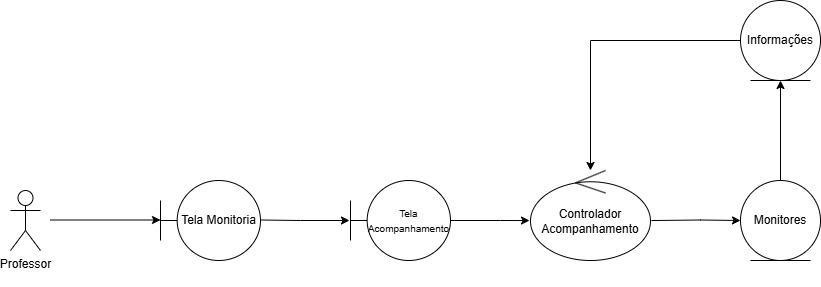 Informações
Tela Monitoria
Tela
Acompanhamento
Controlador
Acompanhamento
Monitores
Professor